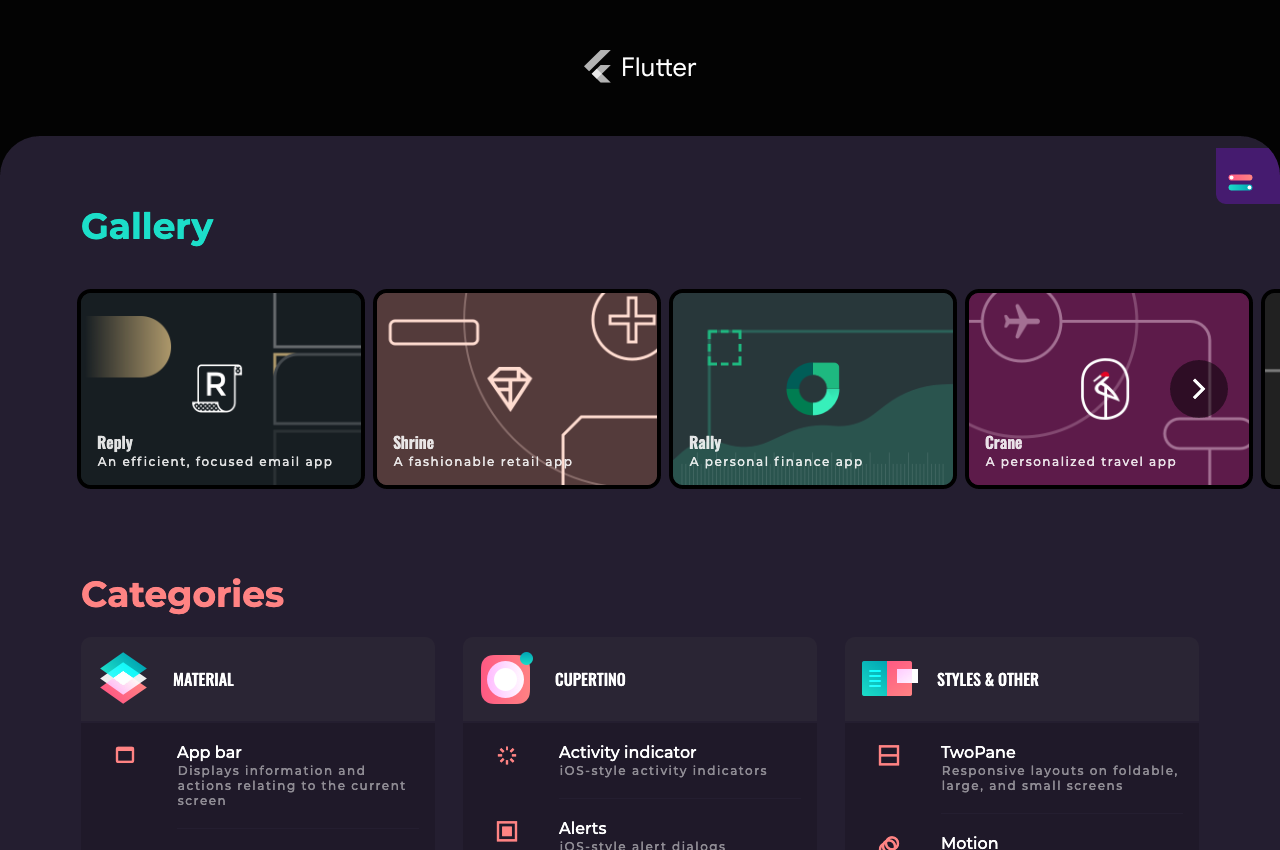 Flutter
Gallery
Reply
An efficient, focused email app
Shrine
A fashionable retail app
Rally
A personal finance app
Crane
A personalized travel app
Categories
MATERIAL
App bar
Displays information and
actions relating to the current
screen
CUPERTINO
Activity indicator
iOS-style activity indicators
Alerts
iOS-style alert dialogs
STYLES & OTHER
TwoPane
Responsive layouts on foldable,
large, and small screens
Motion